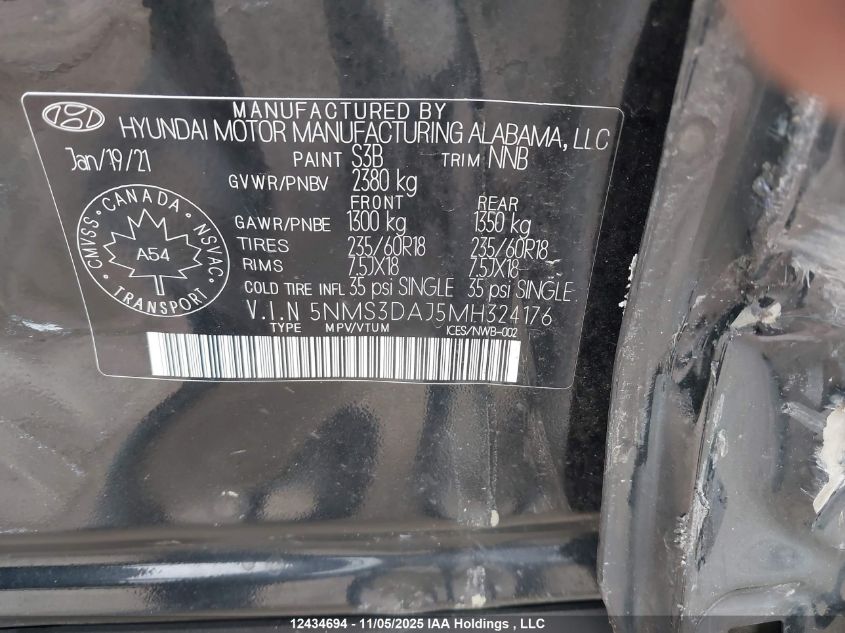 MANUFACTURED BY
HYUNDAI MOTOR MANUFACTURING ALABAMA, LLC
Jan/19/21 PAINT S3B TRIM NNB
GVWR/PNBV 2380 kg
FRONT REAR
GAWR/PNBE 1300 kg 1350 kg
TIRES 235/60R18 235/60R18
RIMS 7.5JX18 7.5JX18
COLD TIRE INFL 35 psi SINGLE 35 psi SINGLE
V.I.N 5NMS3DAJ5MH324176
TYPE MPV/VTUM ICES/NWB-002
CMVSS · CANADA · NSVAC · TRANSPORT
A54
12434694 - 11/05/2025 IAA Holdings , LLC